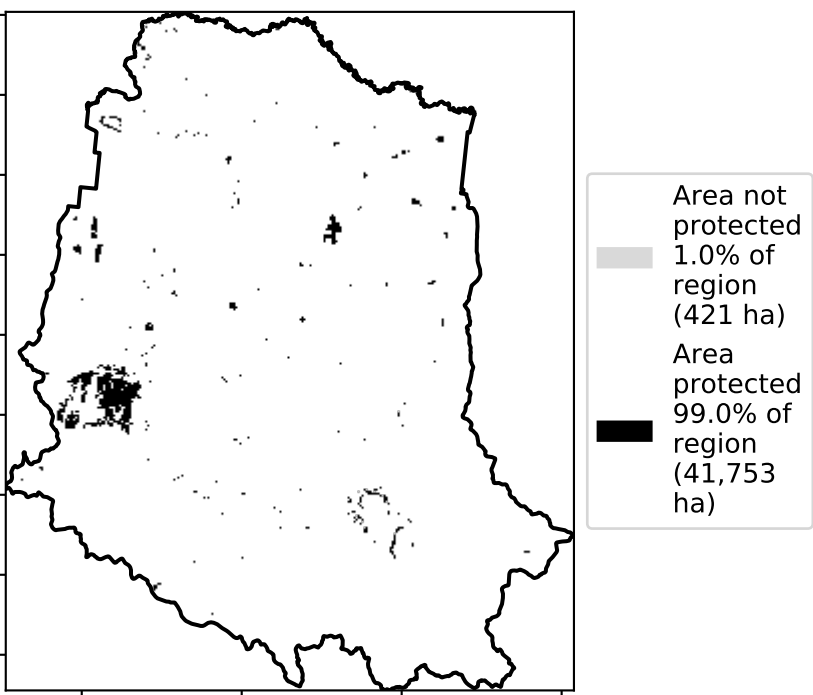 Area not
protected
1.0% of
region
(421 ha)
Area
protected
99.0% of
region
(41,753
ha)